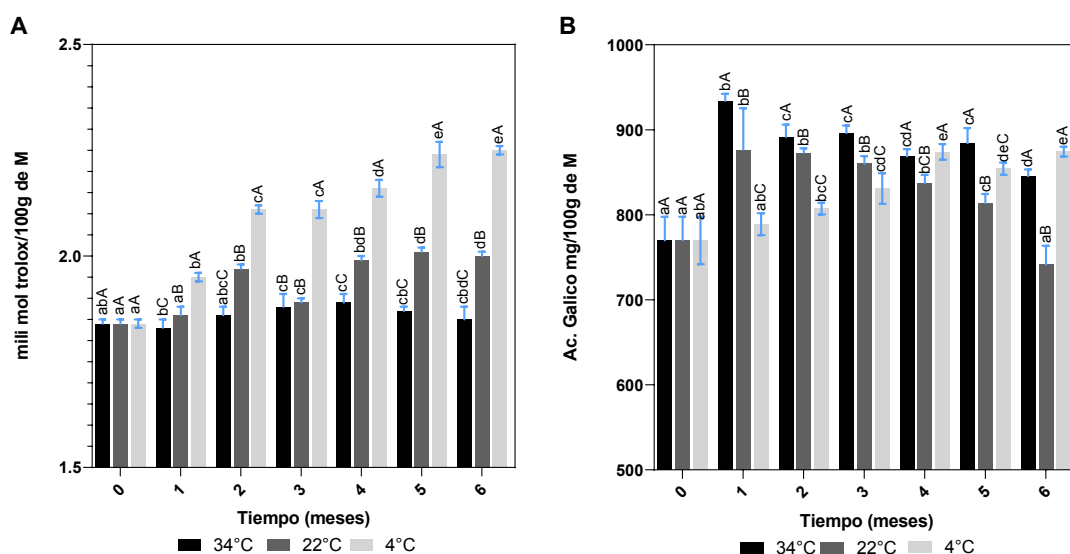 A
mili mol trolox/100g de M
2.5
2.0
1.5
abA aA aA
bC aB bA
abcC bB cA
cB cB cA
cC bdB dA
cbC dB eA
cbdC dB eA
0 1 2 3 4 5 6
Tiempo (meses)
34°C 22°C 4°C
B
Ac. Galico mg/100g de M
1000
900
800
700
600
500
aA aA abA
bA bB abC
cA bB bcC
cA bB cdC
cdA bCB eA
cA cB deC
dA aB eA
0 1 2 3 4 5 6
Tiempo (meses)
34°C 22°C 4°C